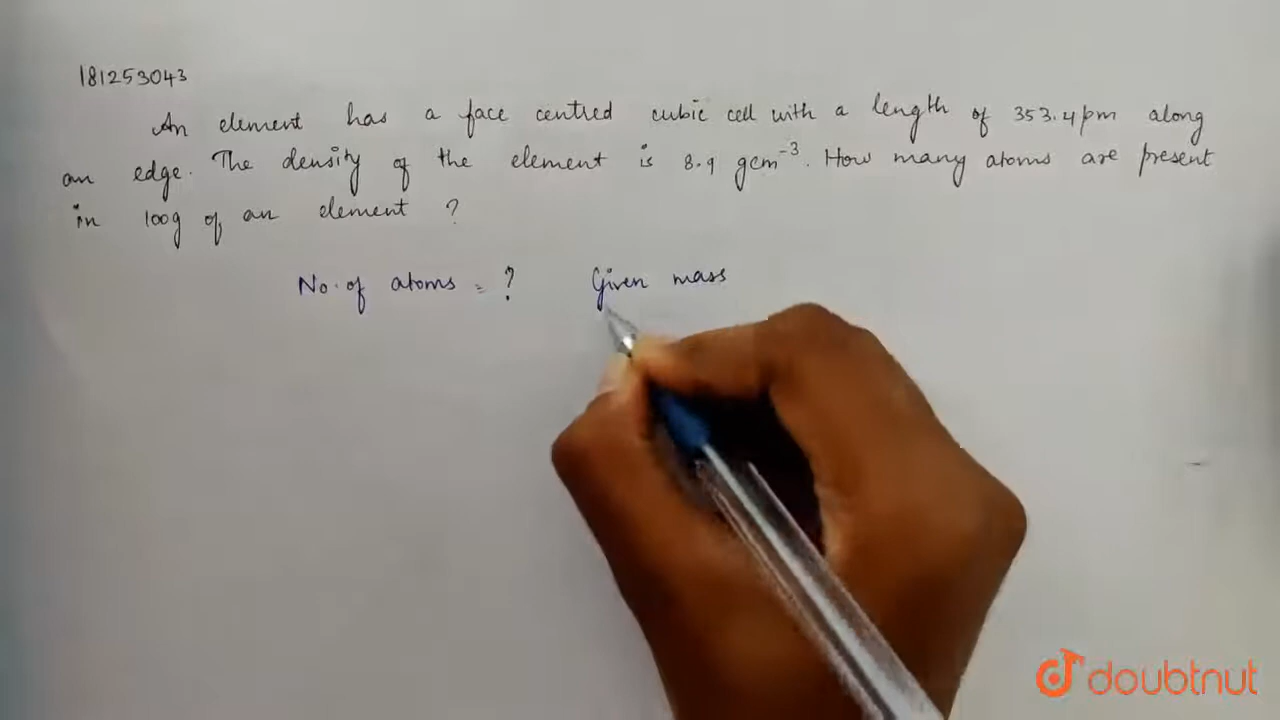 181253043
An element has a face centred cubic cell with a length of 353.4pm along
an edge. The density of the element is 8.9 gcm⁻³. How many atoms are present
in 100g of an element ?
No. of atoms = ? Given mass
doubtnut